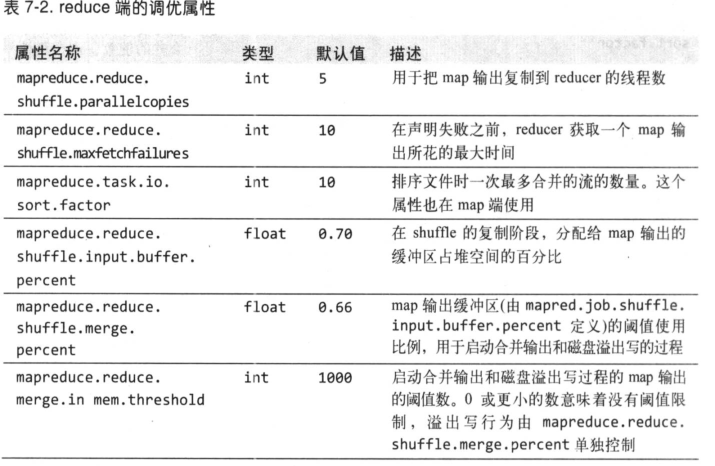 表 7-2. reduce 端的调优属性
属性名称 类型 默认值 描述
mapreduce.reduce. int 5 用于把 map 输出复制到 reducer 的线程数
shuffle.parallelcopies
mapreduce.reduce. int 10 在声明失败之前，reducer 获取一个 map 输
shuffle.maxfetchfailures 出所花的最大时间
mapreduce.task.io. int 10 排序文件时一次最多合并的流的数量。这个
sort.factor 属性也在 map 端使用
mapreduce.reduce. float 0.70 在 shuffle 的复制阶段，分配给 map 输出的
shuffle.input.buffer. 缓冲区占堆空间的百分比
percent
mapreduce.reduce. float 0.66 map 输出缓冲区(由 mapred.job.shuffle.
shuffle.merge. input.buffer.percent 定义)的阈值使用
percent 比例，用于启动合并输出和磁盘溢出写的过程
mapreduce.reduce. int 1000 启动合并输出和磁盘溢出写过程的 map 输出
merge.in mem.threshold 的阈值数。0 或更小的数意味着没有阈值限
制，溢出写行为由 mapreduce.reduce.
shuffle.merge.percent 单独控制